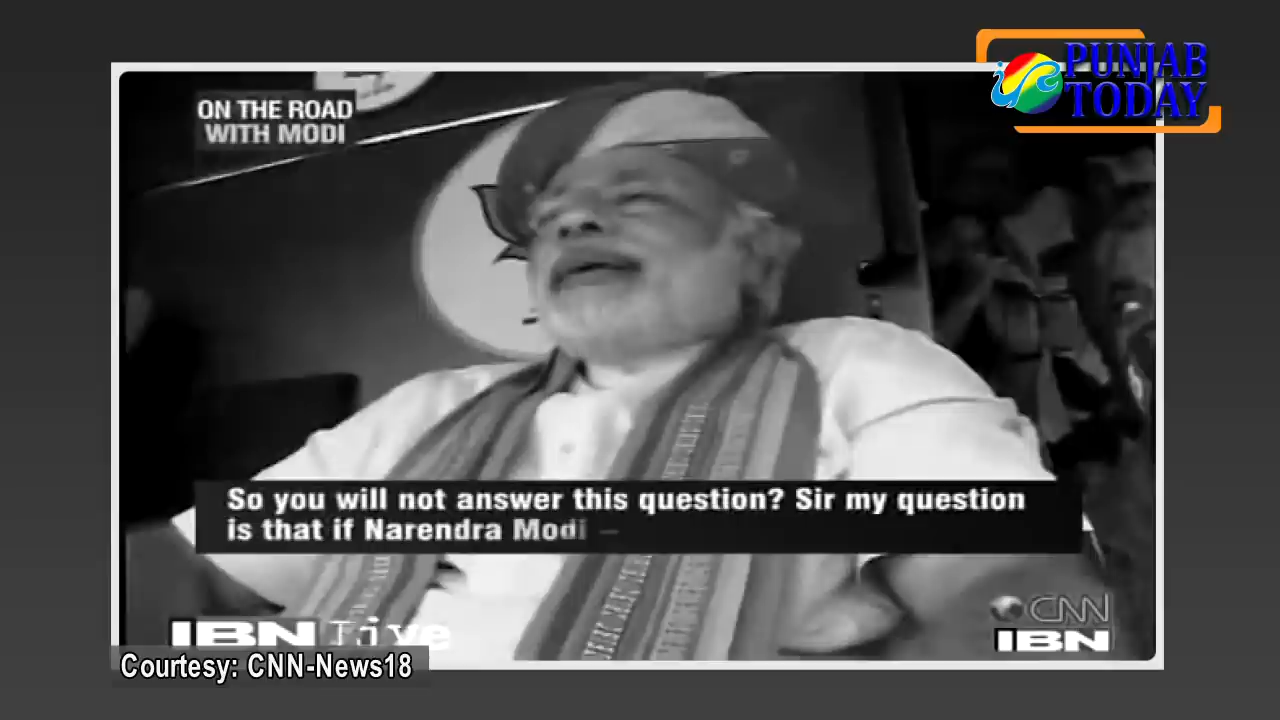 PUNJAB
TODAY
ON THE ROAD
WITH MODI
So you will not answer this question? Sir my question
is that if Narendra Modi –
IBN Live
CNN
IBN
Courtesy: CNN-News18